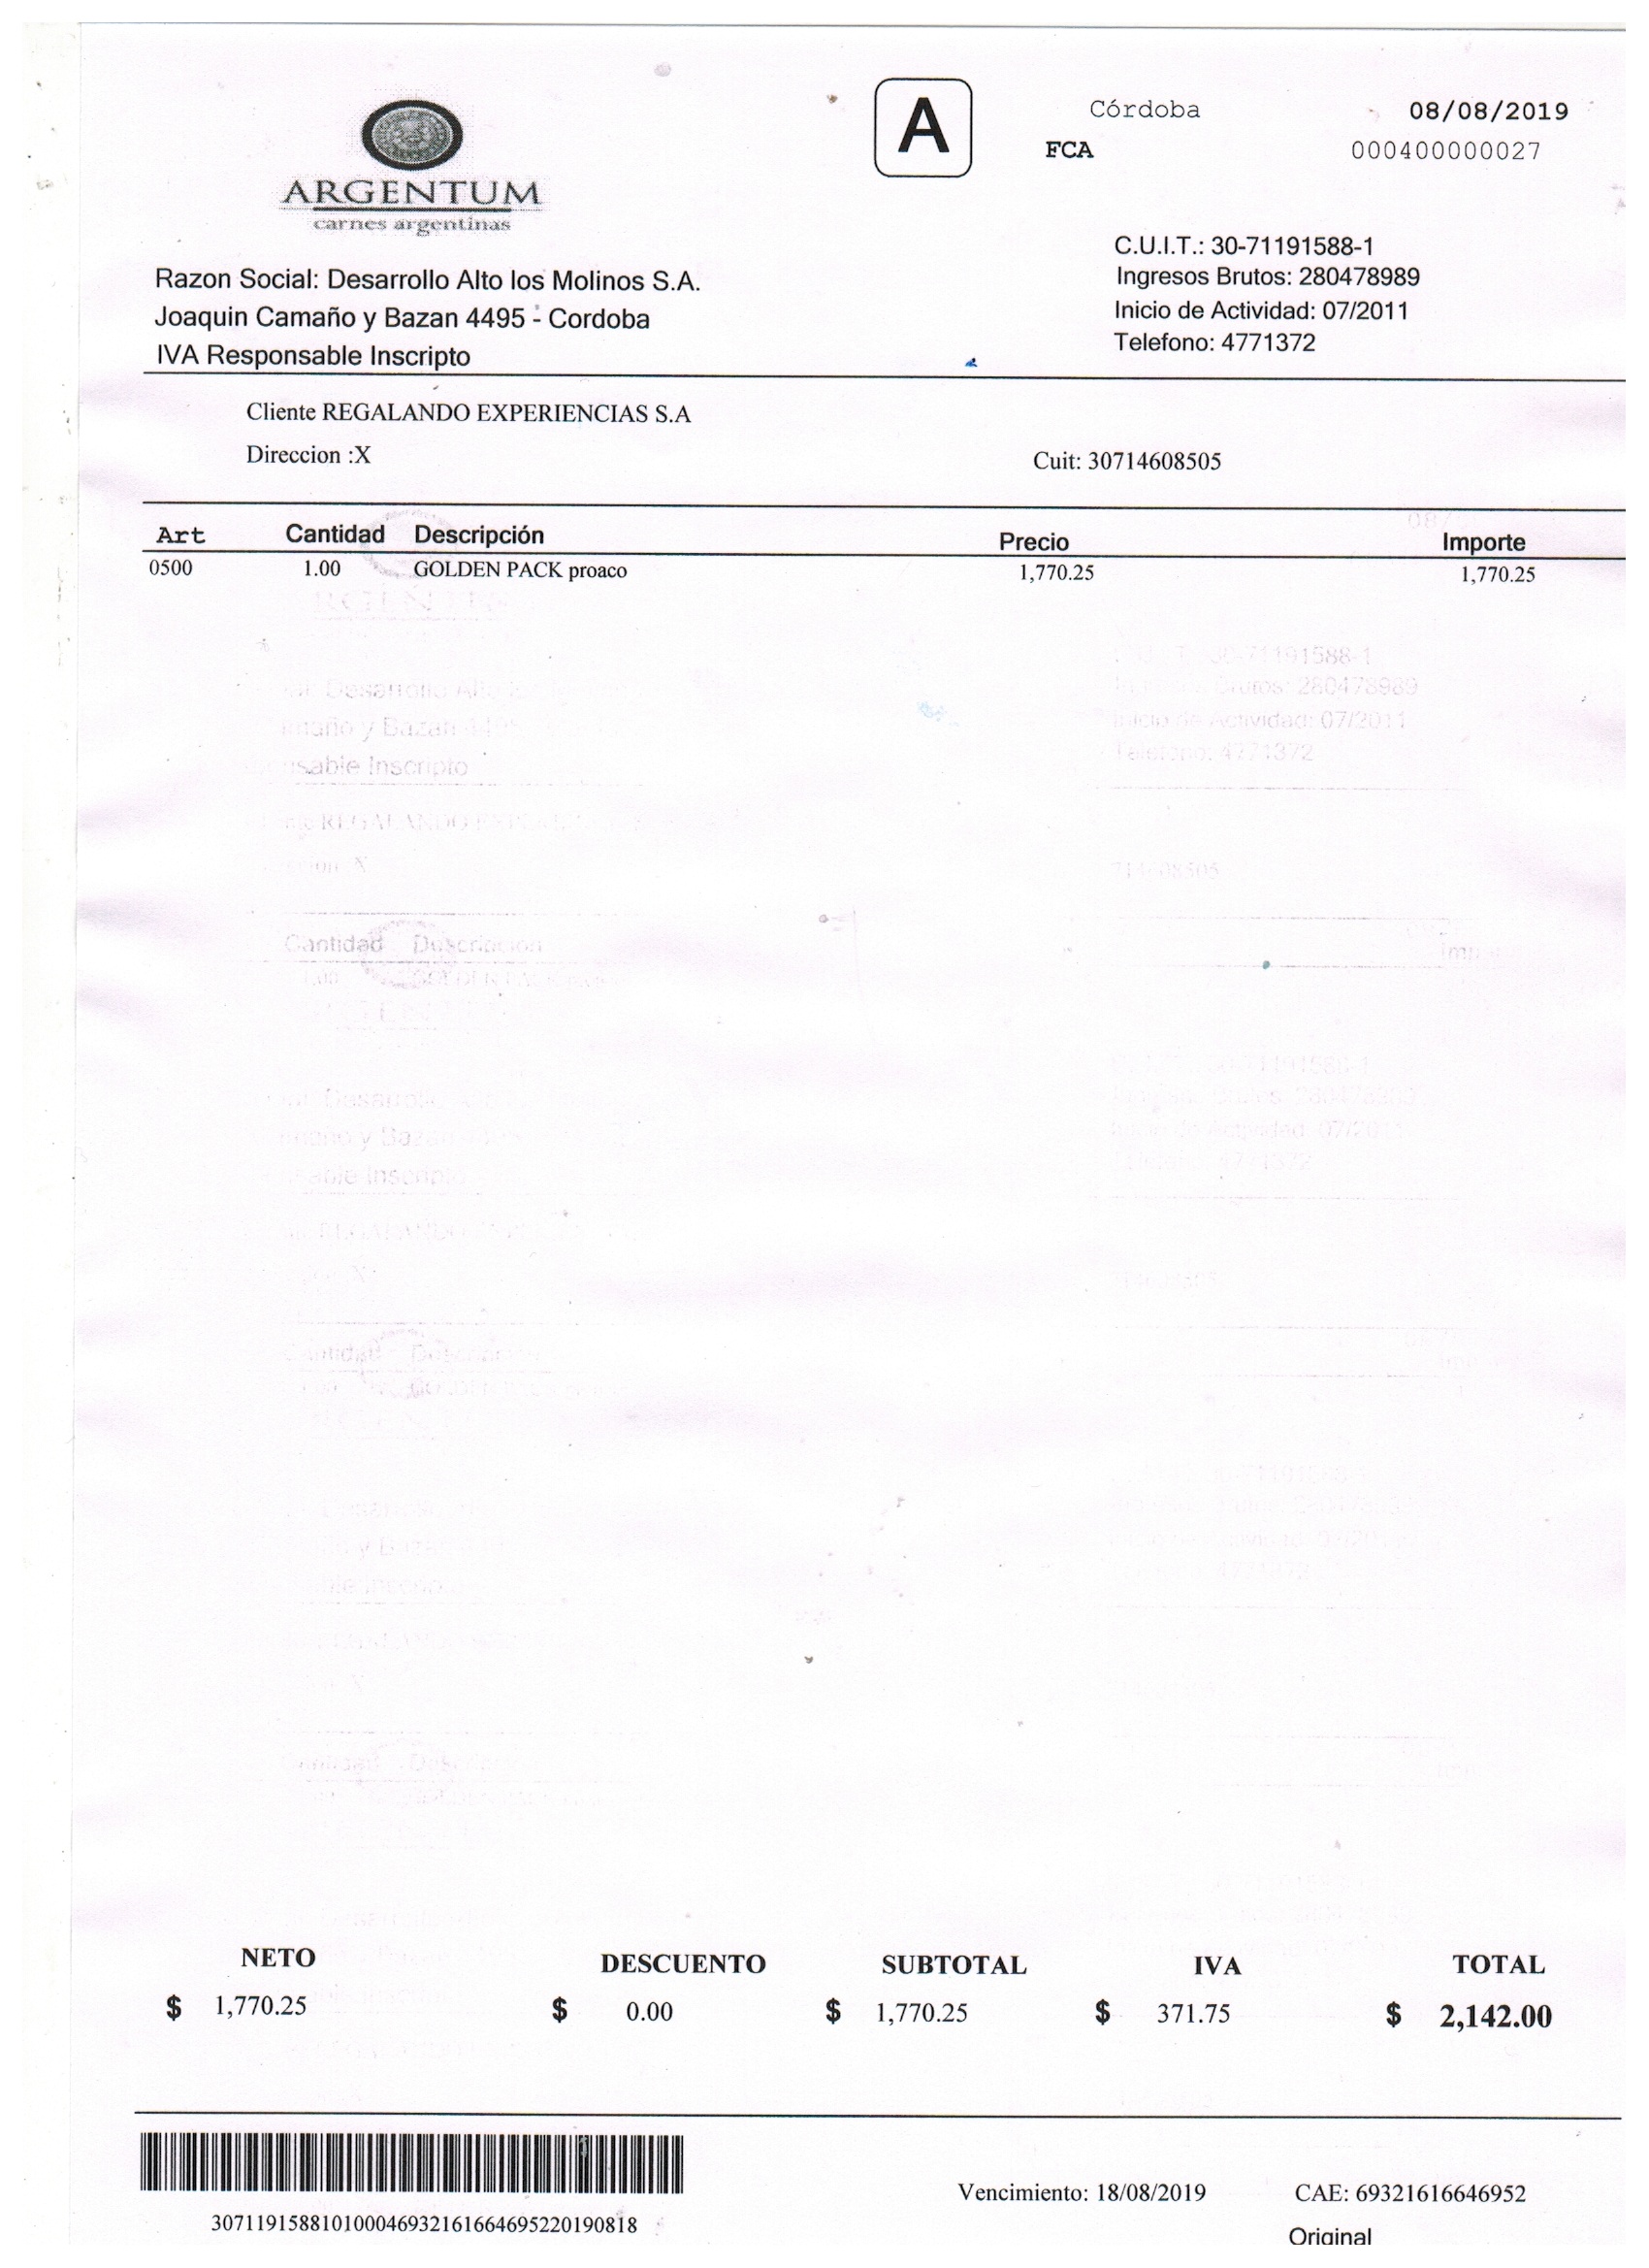 A
Córdoba 08/08/2019
FCA 000400000027
ARGENTUM
carnes argentinas
C.U.I.T.: 30-71191588-1
Razon Social: Desarrollo Alto los Molinos S.A.
Ingresos Brutos: 280478989
Joaquin Camaño y Bazan 4495 - Cordoba
Inicio de Actividad: 07/2011
IVA Responsable Inscripto
Telefono: 4771372
Cliente REGALANDO EXPERIENCIAS S.A
Direccion :X
Cuit: 30714608505
Art Cantidad Descripción Precio Importe
0500 1.00 GOLDEN PACK proaco 1,770.25 1,770.25
NETO DESCUENTO SUBTOTAL IVA TOTAL
$ 1,770.25 $ 0.00 $ 1,770.25 $ 371.75 $ 2,142.00
Vencimiento: 18/08/2019 CAE: 69321616646952
307119158810100046932161664695220190818
Original